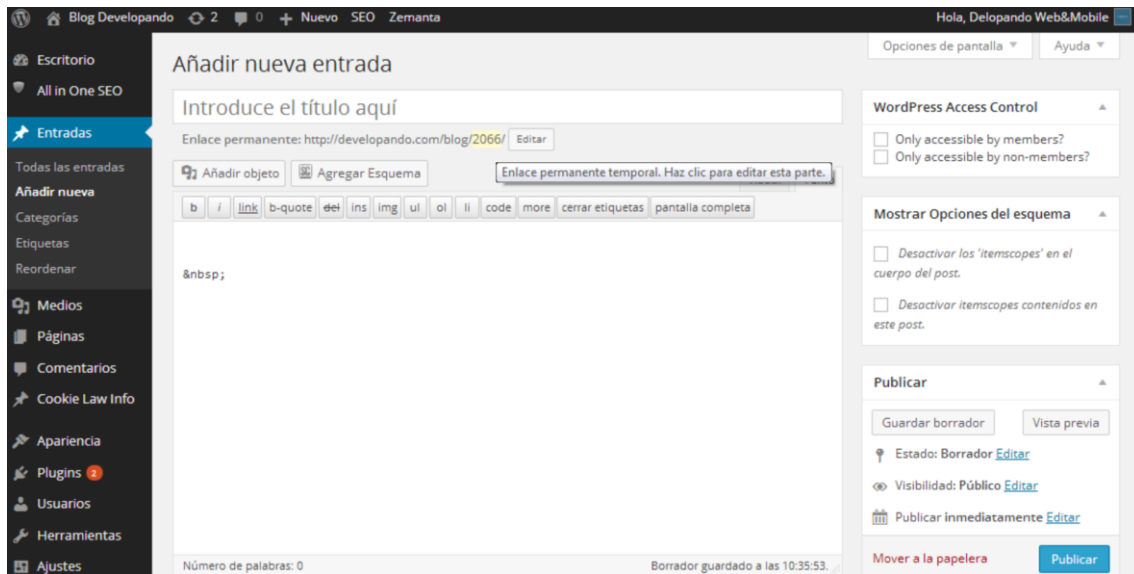 Blog Developando 2 0 + Nuevo SEO Zemanta Hola, Delopando Web&Mobile
Escritorio
All in One SEO
Entradas
Todas las entradas
Añadir nueva
Categorías
Etiquetas
Reordenar
Medios
Páginas
Comentarios
Cookie Law Info
Apariencia
Plugins 2
Usuarios
Herramientas
Ajustes
Opciones de pantalla Ayuda
Añadir nueva entrada
Introduce el título aquí
Enlace permanente: http://developando.com/blog/2066/ Editar
Añadir objeto Agregar Esquema
Enlace permanente temporal. Haz clic para editar esta parte.
b i link b-quote del ins img ul ol li code more cerrar etiquetas pantalla completa
&nbsp;
Número de palabras: 0 Borrador guardado a las 10:35:53.
WordPress Access Control
Only accessible by members?
Only accessible by non-members?
Mostrar Opciones del esquema
Desactivar los 'itemscopes' en el
cuerpo del post.
Desactivar itemscopes contenidos en
este post.
Publicar
Guardar borrador Vista previa
Estado: Borrador Editar
Visibilidad: Público Editar
Publicar inmediatamente Editar
Mover a la papelera Publicar